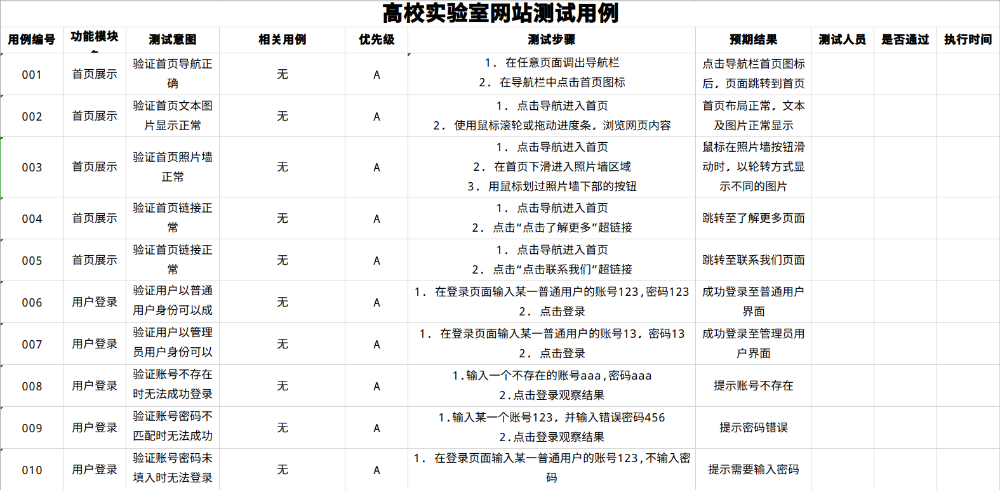 高校实验室网站测试用例
用例编号 功能模块 测试意图 相关用例 优先级 测试步骤 预期结果 测试人员 是否通过 执行时间
001 首页展示 验证首页导航正 无 A 1. 在任意页面调出导航栏 点击导航栏首页图标
确 2. 在导航栏中点击首页图标 后，页面跳转到首页
002 首页展示 验证首页文本图 无 A 1. 点击导航进入首页 首页布局正常，文本
片显示正常 2. 使用鼠标滚轮或拖动进度条，浏览网页内容 及图片正常显示
003 首页展示 验证首页照片墙 无 A 1. 点击导航进入首页 鼠标在照片墙按钮滑
正常 2. 在首页下滑进入照片墙区域 动时，以轮转方式显
3. 用鼠标划过照片墙下部的按钮 示不同的图片
004 首页展示 验证首页链接正 无 A 1. 点击导航进入首页 跳转至了解更多页面
常 2. 点击“点击了解更多”超链接
005 首页展示 验证首页链接正 无 A 1. 点击导航进入首页 跳转至联系我们页面
常 2. 点击“点击联系我们”超链接
006 用户登录 验证用户以普通 无 A 1. 在登录页面输入某一普通用户的账号123,密码123 成功登录至普通用户
用户身份可以成 2. 点击登录 界面
007 用户登录 验证用户以管理 无 A 1. 在登录页面输入某一普通用户的账号13，密码13 成功登录至管理员用
员用户身份可以 2. 点击登录 户界面
008 用户登录 验证账号不存在 无 A 1.输入一个不存在的账号aaa,密码aaa 提示账号不存在
时无法成功登录 2.点击登录观察结果
009 用户登录 验证账号密码不 无 A 1.输入某一个账号123，并输入错误密码456 提示密码错误
匹配时无法成功 2.点击登录观察结果
010 用户登录 验证账号密码未 无 A 1. 在登录页面输入某一普通用户的账号123,不输入密 提示需要输入密码
填入时无法登录 码